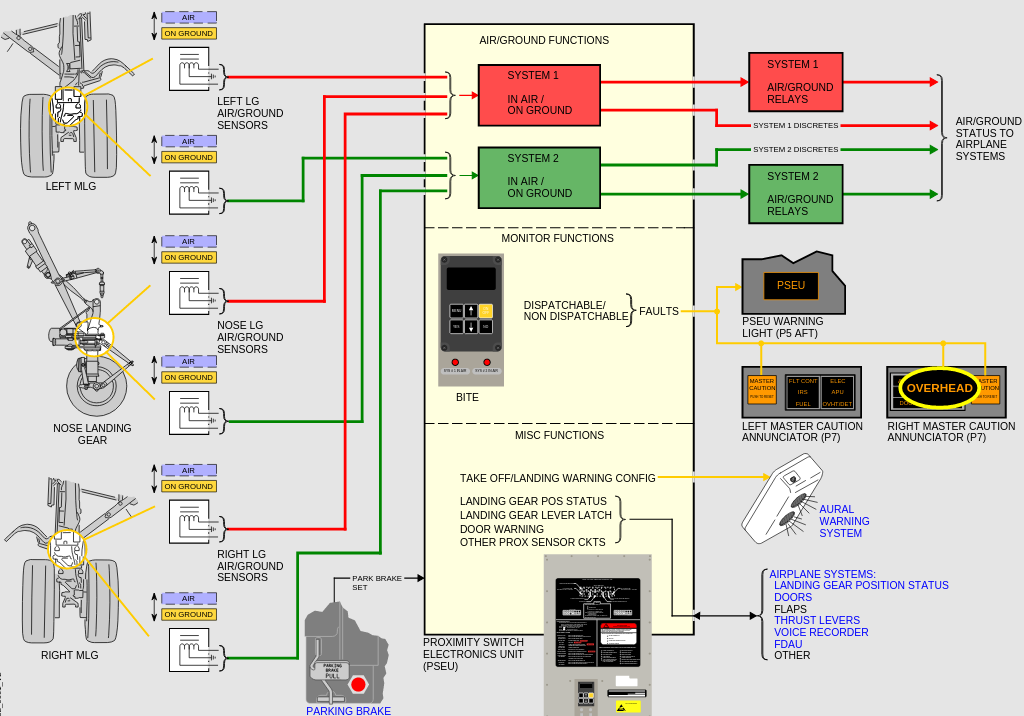 AIR
ON GROUND
LEFT LG
AIR/GROUND
SENSORS
AIR
ON GROUND
LEFT MLG
AIR
ON GROUND
NOSE LG
AIR/GROUND
SENSORS
AIR
ON GROUND
NOSE LANDING
GEAR
AIR
ON GROUND
RIGHT LG
AIR/GROUND
SENSORS
AIR
ON GROUND
RIGHT MLG
AIR/GROUND FUNCTIONS
SYSTEM 1
IN AIR /
ON GROUND
SYSTEM 2
IN AIR /
ON GROUND
SYSTEM 1
AIR/GROUND
RELAYS
SYSTEM 1 DISCRETES
SYSTEM 2 DISCRETES
SYSTEM 2
AIR/GROUND
RELAYS
AIR/GROUND
STATUS TO
AIRPLANE
SYSTEMS
MONITOR FUNCTIONS
DISPATCHABLE/
NON DISPATCHABLE
FAULTS
BITE
PSEU
PSEU WARNING
LIGHT (P5 AFT)
MASTER
CAUTION
FLT CONT
ELEC
IRS
APU
FUEL
OVHT/DET
LEFT MASTER CAUTION
ANNUNCIATOR (P7)
OVERHEAD
RIGHT MASTER CAUTION
ANNUNCIATOR (P7)
MISC FUNCTIONS
TAKE OFF/LANDING WARNING CONFIG
LANDING GEAR POS STATUS
LANDING GEAR LEVER LATCH
DOOR WARNING
OTHER PROX SENSOR CKTS
AURAL
WARNING
SYSTEM
PARK BRAKE
SET
PARKING
BRAKE
PULL
PARKING BRAKE
PROXIMITY SWITCH
ELECTRONICS UNIT
(PSEU)
AIRPLANE SYSTEMS:
LANDING GEAR POSITION STATUS
DOORS
FLAPS
THRUST LEVERS
VOICE RECORDER
FDAU
OTHER